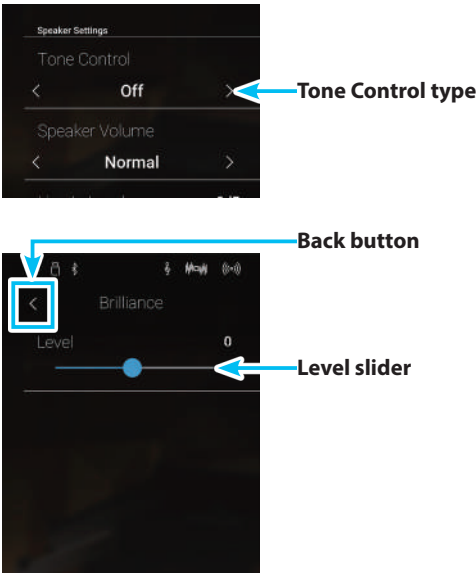 Speaker Settings
Tone Control
< Off >
Tone Control type
Speaker Volume
< Normal >
Back button
< Brilliance
Level 0
Level slider